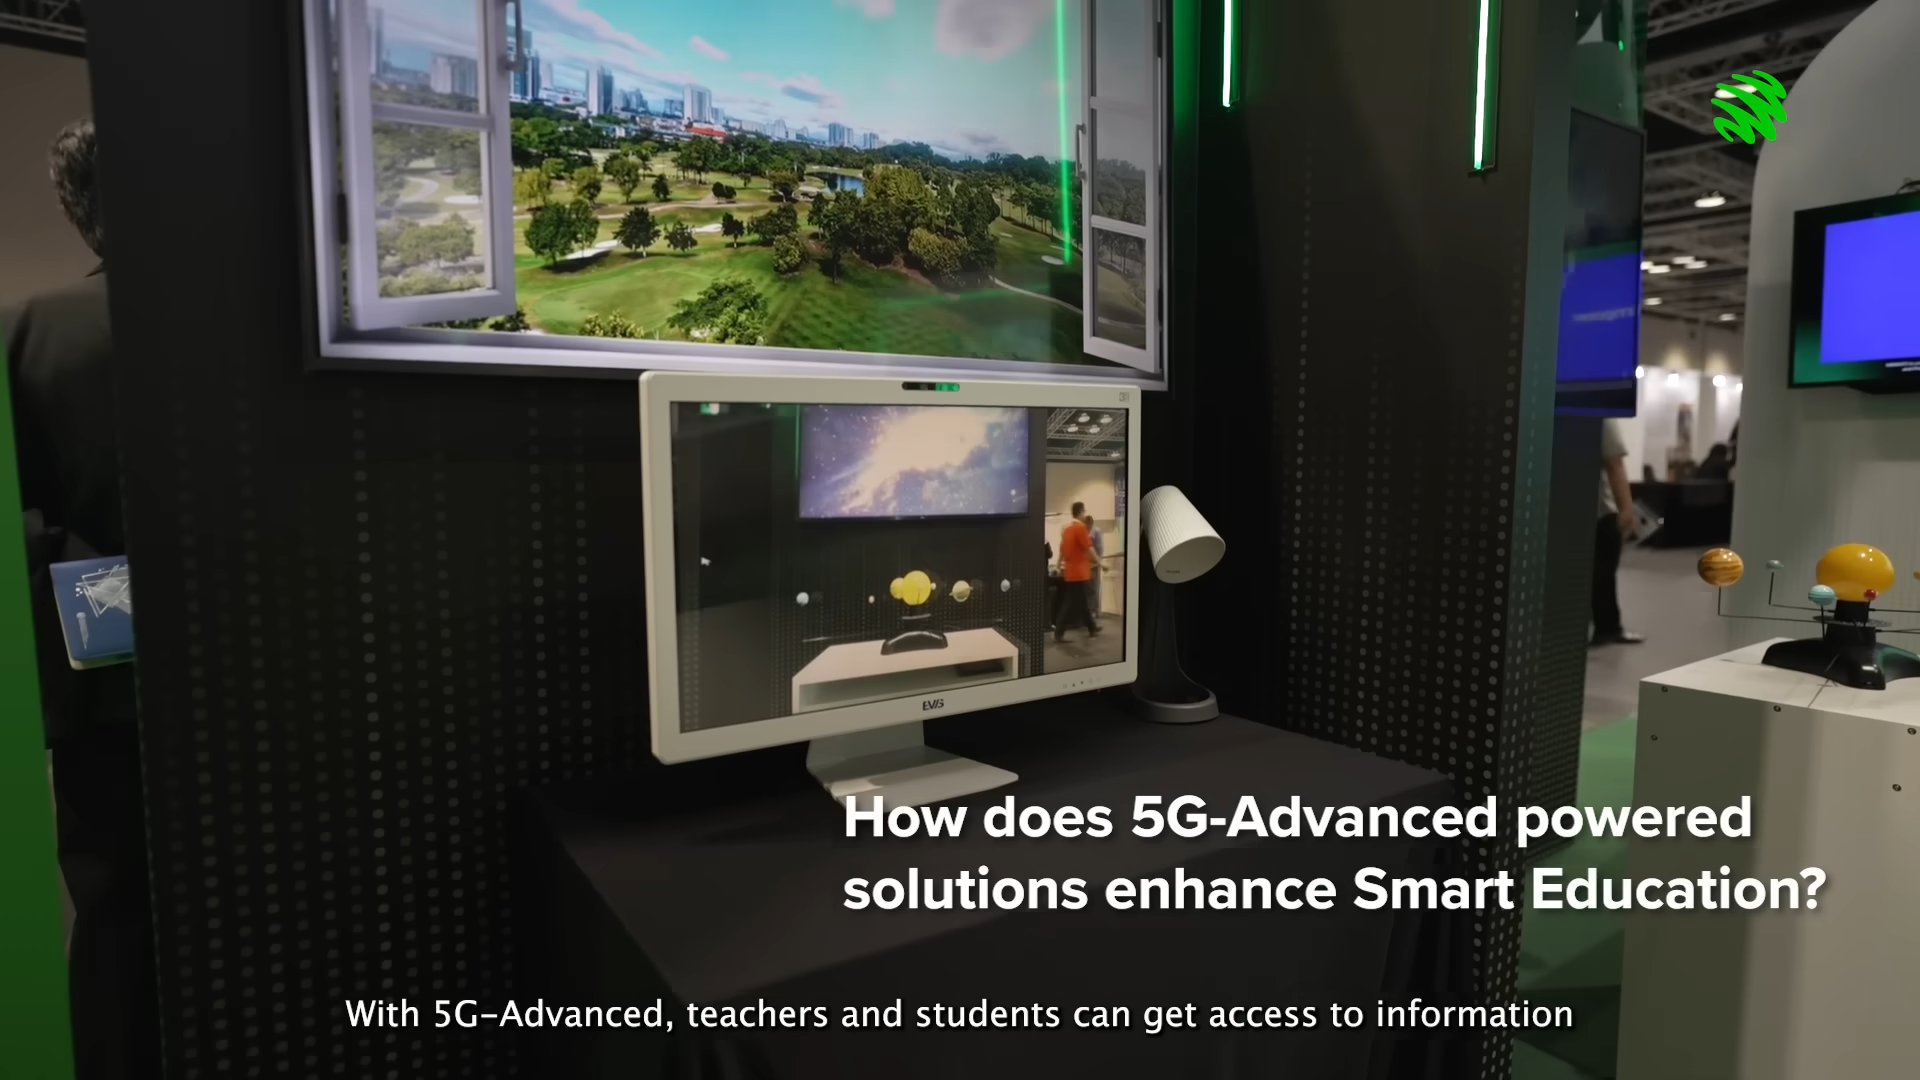 How does 5G-Advanced powered
solutions enhance Smart Education?
With 5G-Advanced, teachers and students can get access to information